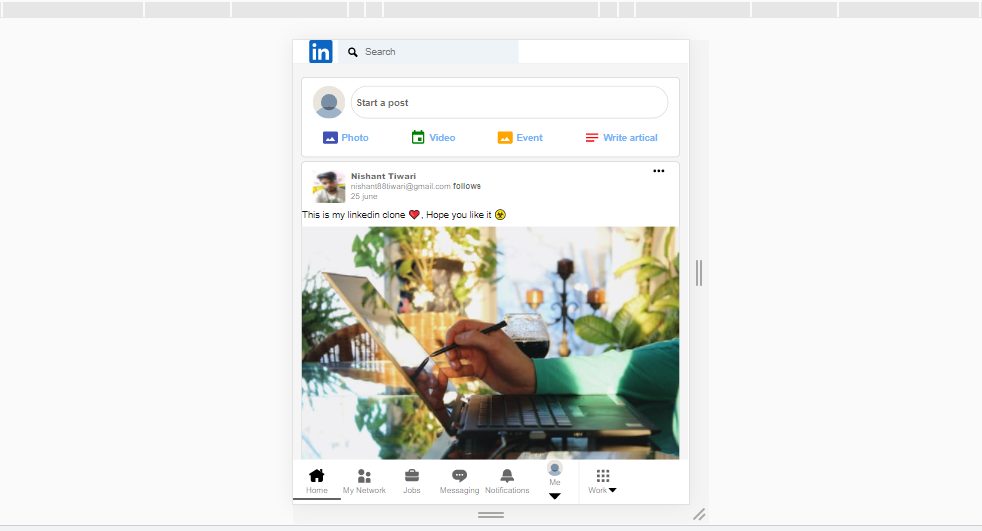 in
Search
Start a post
Photo Video Event Write artical
Nishant Tiwari
nishant88tiwari@gmail.com follows
25 june
This is my linkedin clone ❤️, Hope you like it ☣️
Home My Network Jobs Messaging Notifications Me Work